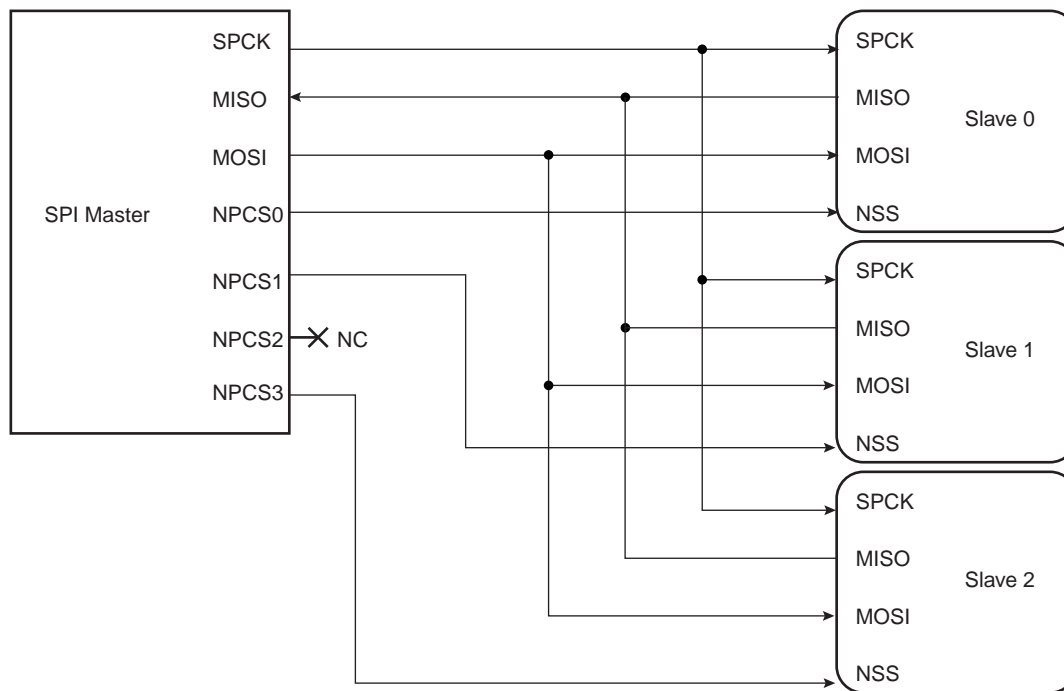 SPI Master
SPCK
MISO
MOSI
NPCS0
NPCS1
NPCS2
NC
NPCS3
SPCK
MISO
MOSI
NSS
Slave 0
SPCK
MISO
MOSI
NSS
Slave 1
SPCK
MISO
MOSI
NSS
Slave 2